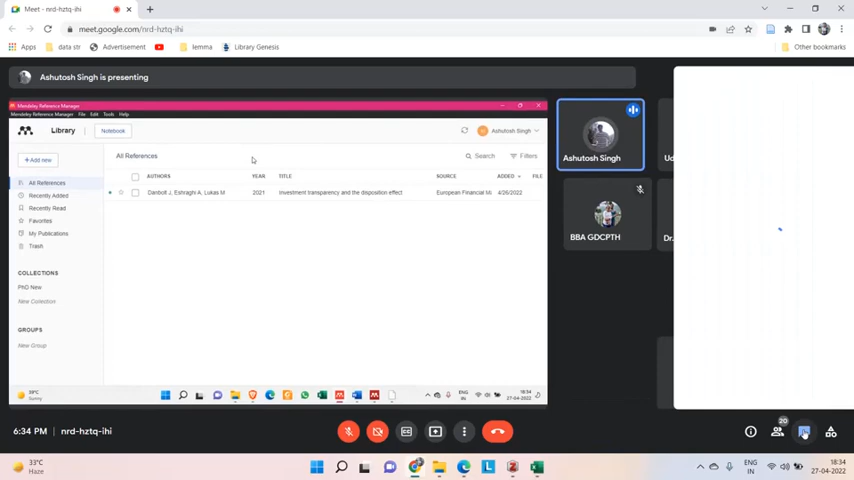 Meet - nrd-hztq-ihi
meet.google.com/nrd-hztq-ihi
Apps data str Advertisement lemma Library Genesis Other bookmarks
Ashutosh Singh is presenting
Mendeley Reference Manager
Mendeley Reference Manager File Edit Tools Help
Library Notebook Ashutosh Singh
+ Add new
All References Search Filters
AUTHORS YEAR TITLE SOURCE ADDED FILE
Danbolt J, Eshraghi A, Lukas M 2021 Investment transparency and the disposition effect European Financial M 4/26/2022
All References
Recently Added
Recently Read
Favorites
My Publications
Trash
COLLECTIONS
PhD New
New Collection
GROUPS
New Group
39°C
Sunny
ENG
IN
18:34
27-04-2022
Ashutosh Singh
Ud
BBA GDCPTH
Dr.
6:34 PM nrd-hztq-ihi
20
33°C
Haze
ENG
IN
18:34
27-04-2022